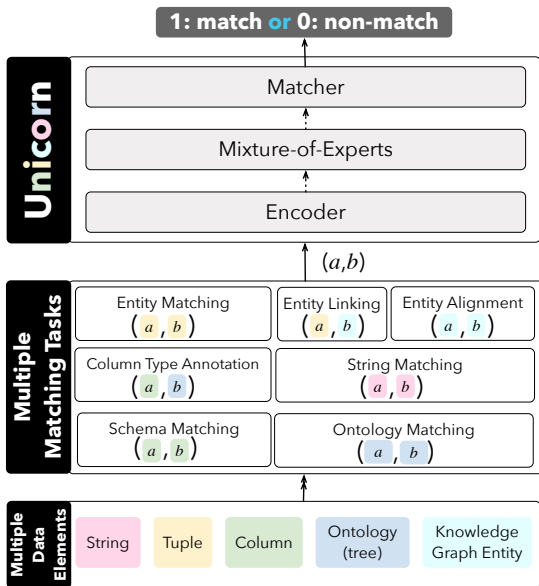 1: match or 0: non-match
Unicorn
Matcher
Mixture-of-Experts
Encoder
(a,b)
Multiple
Matching Tasks
Entity Matching
(a, b)
Entity Linking
(a, b)
Entity Alignment
(a, b)
Column Type Annotation
(a, b)
String Matching
(a, b)
Schema Matching
(a, b)
Ontology Matching
(a, b)
Multiple
Data
Elements
String
Tuple
Column
Ontology
(tree)
Knowledge
Graph Entity